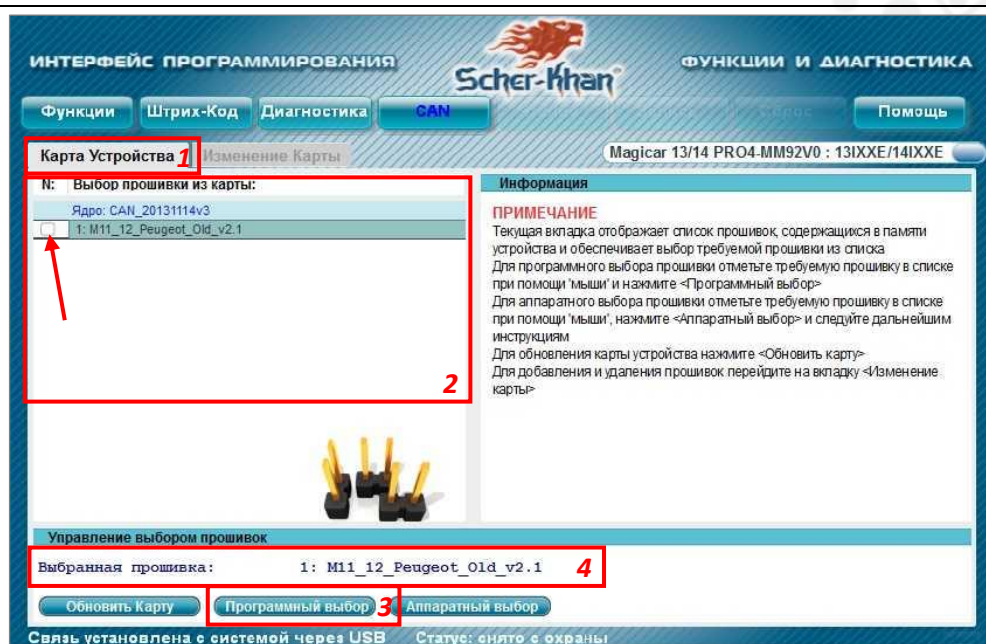 ИНТЕРФЕЙС ПРОГРАММИРОВАНИЯ
Scher-Khan
ФУНКЦИИ И ДИАГНОСТИКА
Функции Штрих-Код Диагностика CAN Сброс Помощь
Карта Устройства 1 Изменение Карты
Magicar 13/14 PRO4-MM92V0 : 13IXXE/14IXXE
N: Выбор прошивки из карты:
Ядро: CAN_20131114v3
1: M11_12_Peugeot_Old_v2.1
2
Информация
ПРИМЕЧАНИЕ
Текущая вкладка отображает список прошивок, содержащихся в памяти
устройства и обеспечивает выбор требуемой прошивки из списка
Для программного выбора прошивки отметьте требуемую прошивку в списке
при помощи 'мыши' и нажмите <Программный выбор>
Для аппаратного выбора прошивки отметьте требуемую прошивку в списке
при помощи 'мыши', нажмите <Аппаратный выбор> и следуйте дальнейшим
инструкциям
Для обновления карты устройства нажмите <Обновить карту>
Для добавления и удаления прошивок перейдите на вкладку <Изменение
карты>
Управление выбором прошивок
Выбранная прошивка: 1: M11_12_Peugeot_Old_v2.1 4
Обновить Карту Программный выбор 3 Аппаратный выбор
Связь установлена с системой через USB Статус: снято с охраны